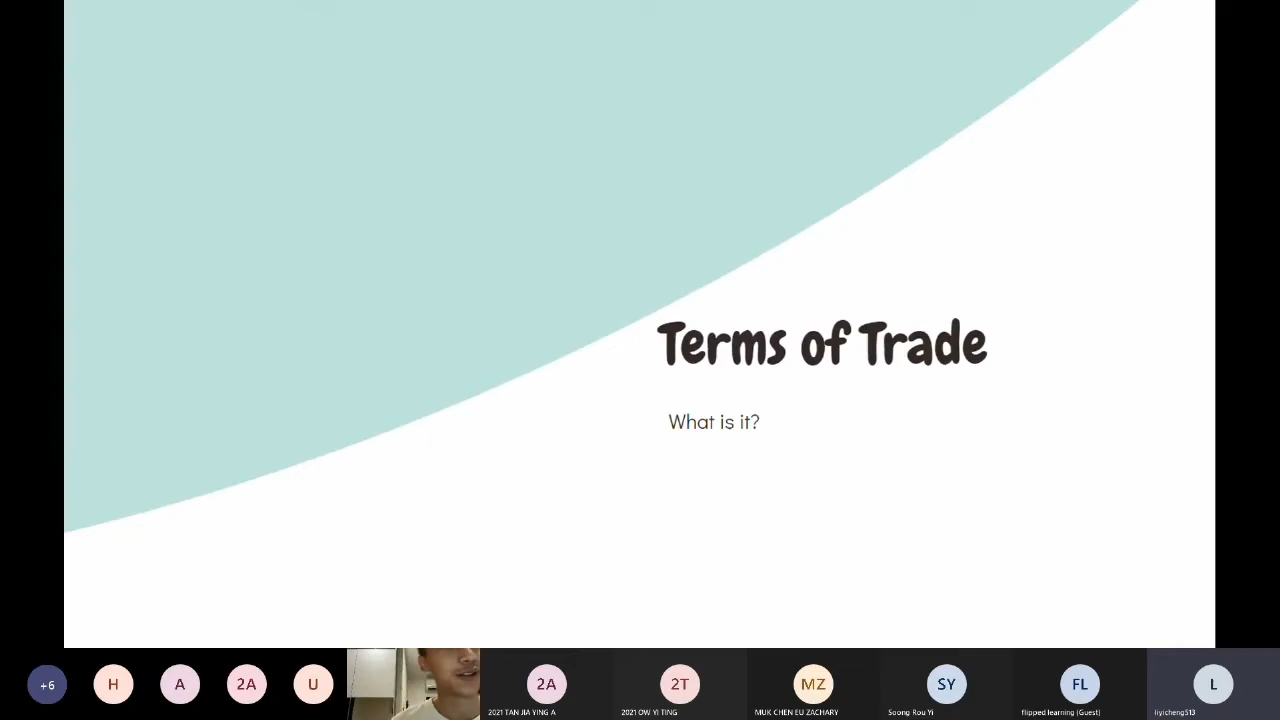 Terms of Trade
What is it?
+6
H
A
2A
U
2A
2T
MZ
SY
FL
L
2021 TAN JIA YING A
2021 OW YI TING
MUK CHEN EU ZACHARY
Soong Rou Yi
flipped learning (Guest)
liyicheng513